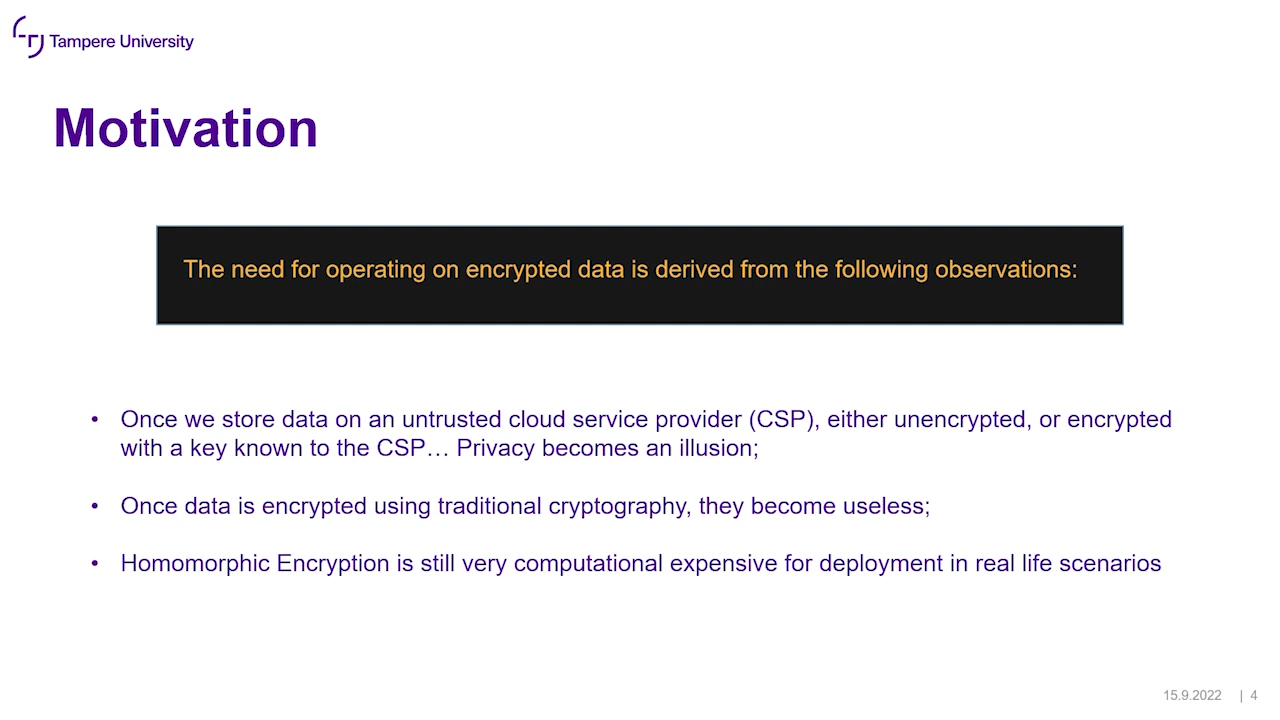 Tampere University
Motivation
The need for operating on encrypted data is derived from the following observations:
• Once we store data on an untrusted cloud service provider (CSP), either unencrypted, or encrypted
with a key known to the CSP… Privacy becomes an illusion;
• Once data is encrypted using traditional cryptography, they become useless;
• Homomorphic Encryption is still very computational expensive for deployment in real life scenarios
15.9.2022 | 4